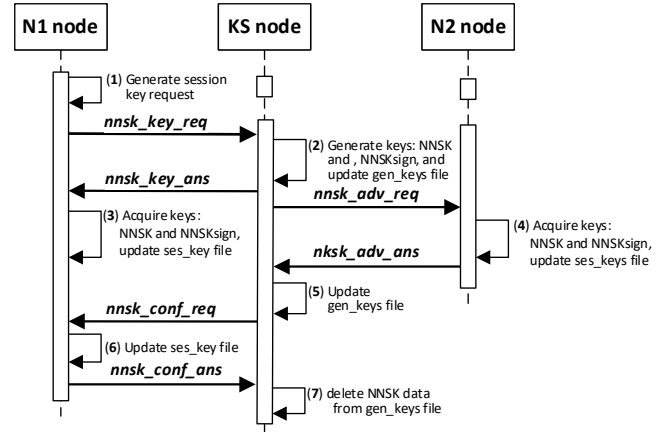 N1 node
KS node
N2 node
(1) Generate session
key request
nnsk_key_req
(2) Generate keys: NNSK
and , NNSKsign, and
update gen_keys file
nnsk_key_ans
nnsk_adv_req
(3) Acquire keys:
NNSK and NNSKsign,
update ses_key file
(4) Acquire keys:
NNSK and NNSKsign,
update ses_keys file
nksk_adv_ans
(5) Update
gen_keys file
nnsk_conf_req
(6) Update ses_key file
nnsk_conf_ans
(7) delete NNSK data
from gen_keys file